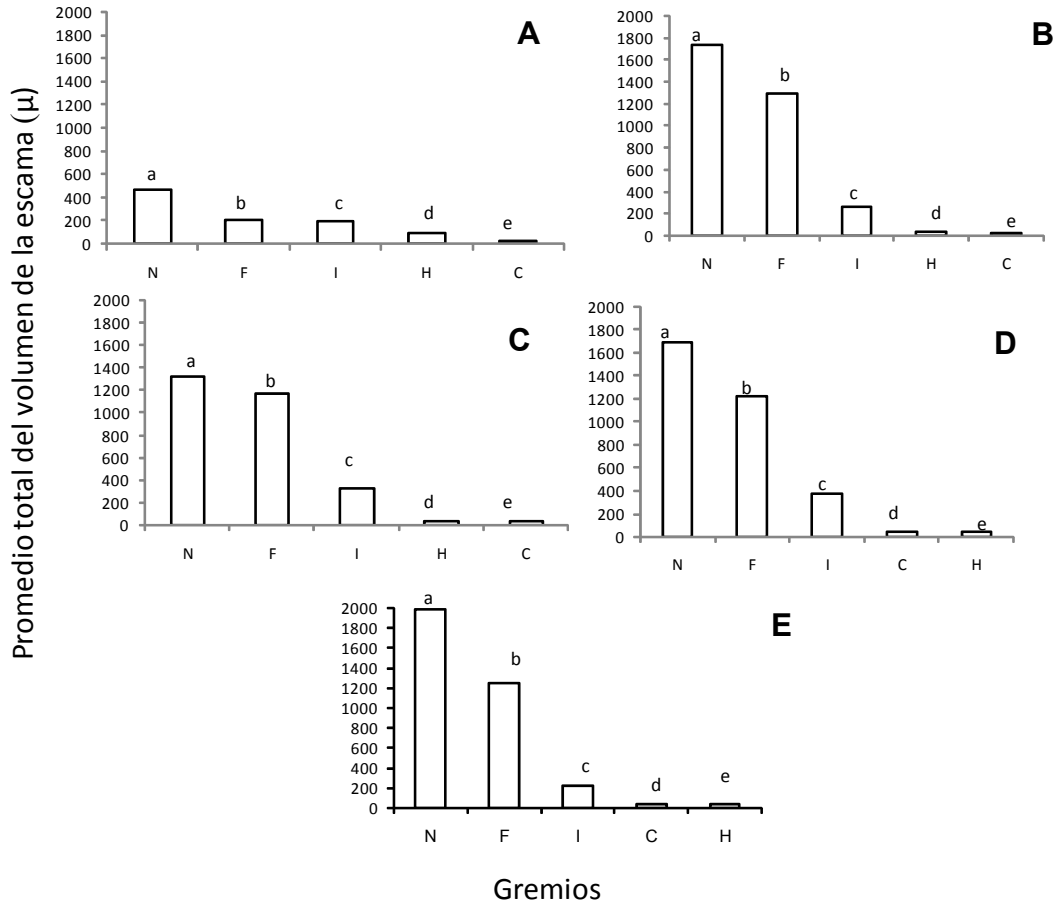 Promedio total del volumen de la escama (µ)
A
2000
1800
1600
1400
1200
1000
800
600
400
200
0
a
b
c
d
e
N F I H C
B
2000
1800
1600
1400
1200
1000
800
600
400
200
0
a
b
c
d
e
N F I H C
C
2000
1800
1600
1400
1200
1000
800
600
400
200
0
a
b
c
d
e
N F I H C
D
2000
1800
1600
1400
1200
1000
800
600
400
200
0
a
b
c
d
e
N F I C H
E
2000
1800
1600
1400
1200
1000
800
600
400
200
0
a
b
c
d
e
N F I C H
Gremios